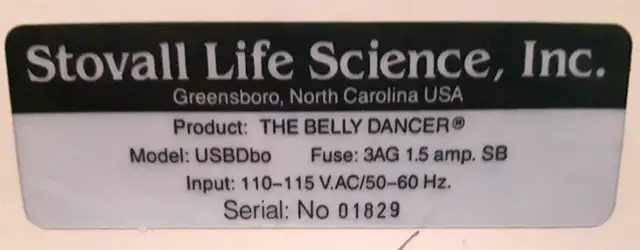 Stovall Life Science, Inc.
Greensboro, North Carolina USA
Product: THE BELLY DANCER®
Model: USBDbo Fuse: 3AG 1.5 amp. SB
Input: 110–115 V.AC/50–60 Hz.
Serial: No 01829